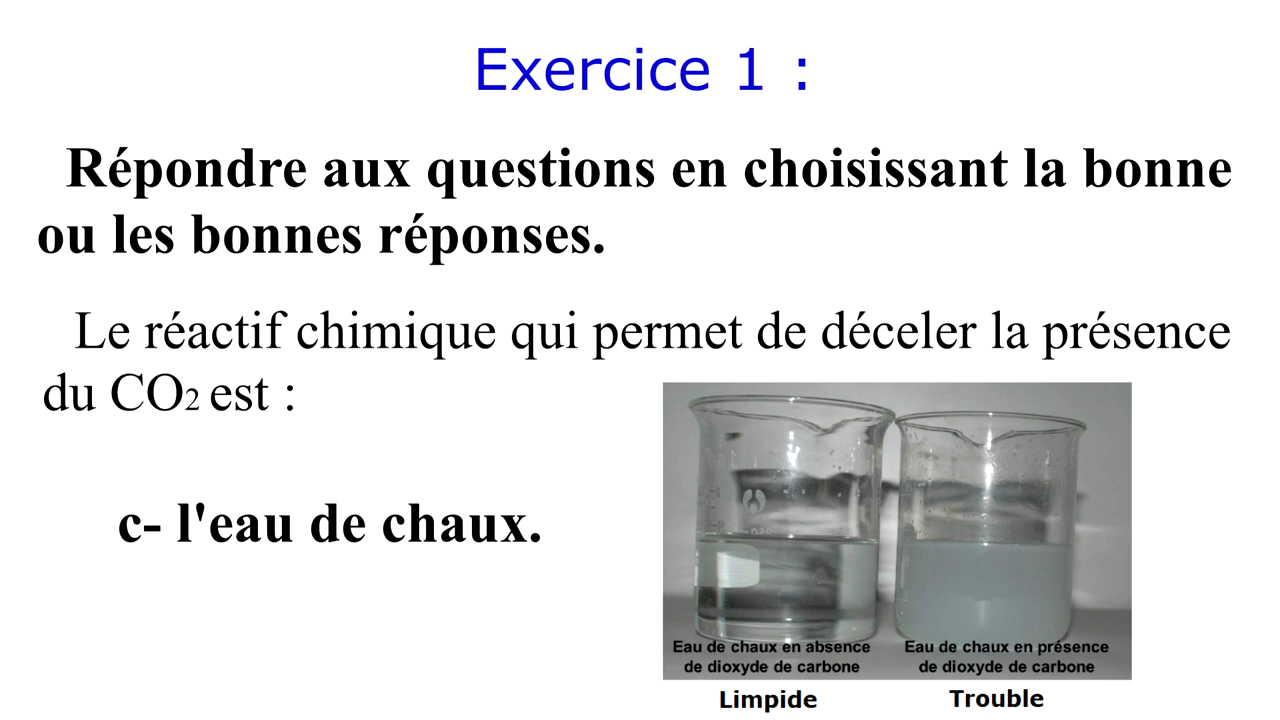 Exercice 1 :
Répondre aux questions en choisissant la bonne
ou les bonnes réponses.
Le réactif chimique qui permet de déceler la présence
du CO2 est :
c- l'eau de chaux.
Eau de chaux en absence
de dioxyde de carbone
Eau de chaux en présence
de dioxyde de carbone
Limpide
Trouble